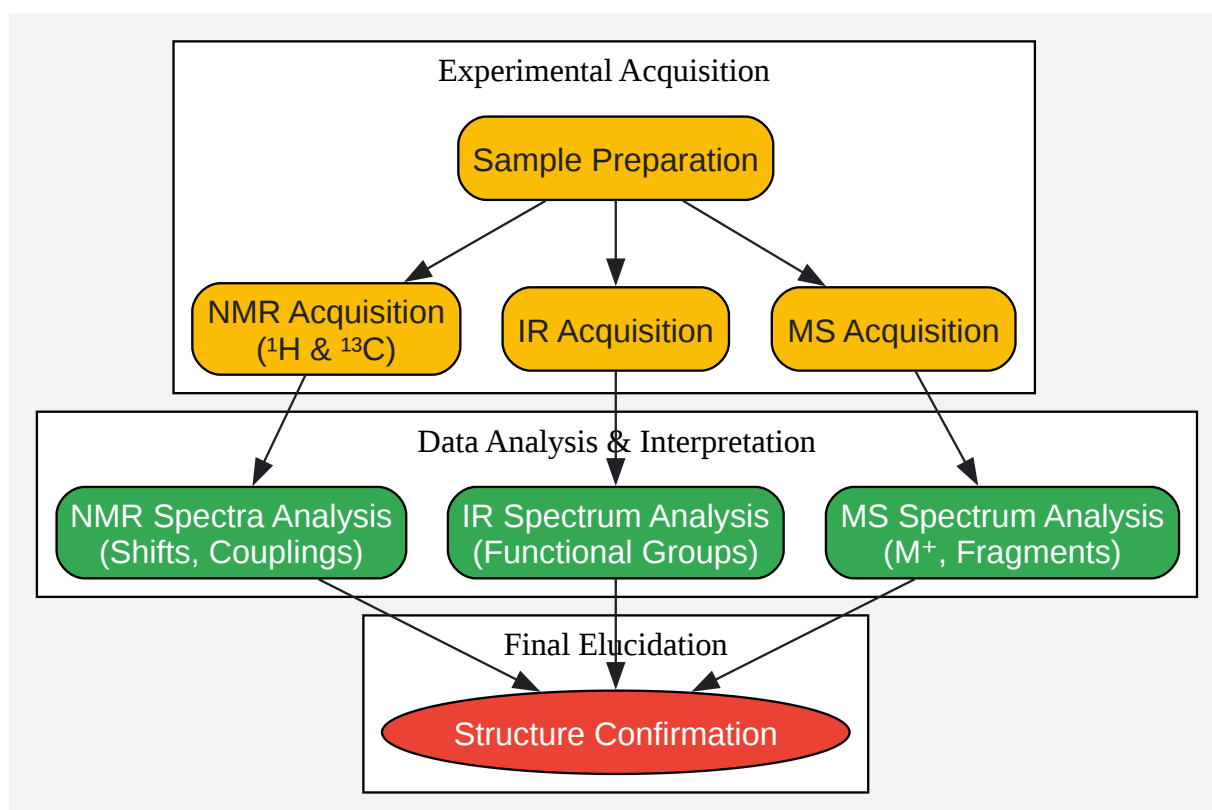 Experimental Acquisition
Sample Preparation
NMR Acquisition
(¹H & ¹³C)
IR Acquisition
MS Acquisition
Data Analysis & Interpretation
NMR Spectra Analysis
(Shifts, Couplings)
IR Spectrum Analysis
(Functional Groups)
MS Spectrum Analysis
(M⁺, Fragments)
Final Elucidation
Structure Confirmation